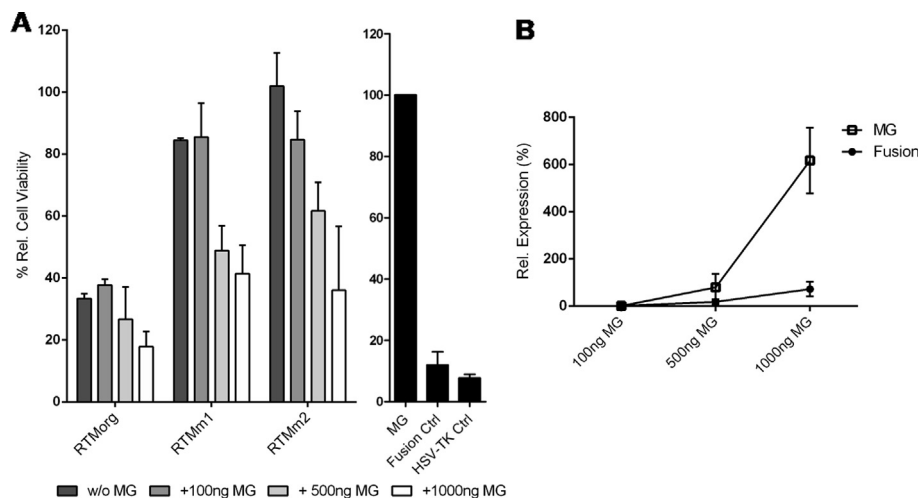 A
B
120
100
80
60
40
20
0
% Rel. Cell Viability
RTMorg
RTMm1
RTMm2
120
100
80
60
40
20
0
MG
Fusion Ctrl
HSV-TK Ctrl
w/o MG +100ng MG + 500ng MG +1000ng MG
800
600
400
200
0
Rel. Expression (%)
100ng MG
500ng MG
1000ng MG
MG
Fusion